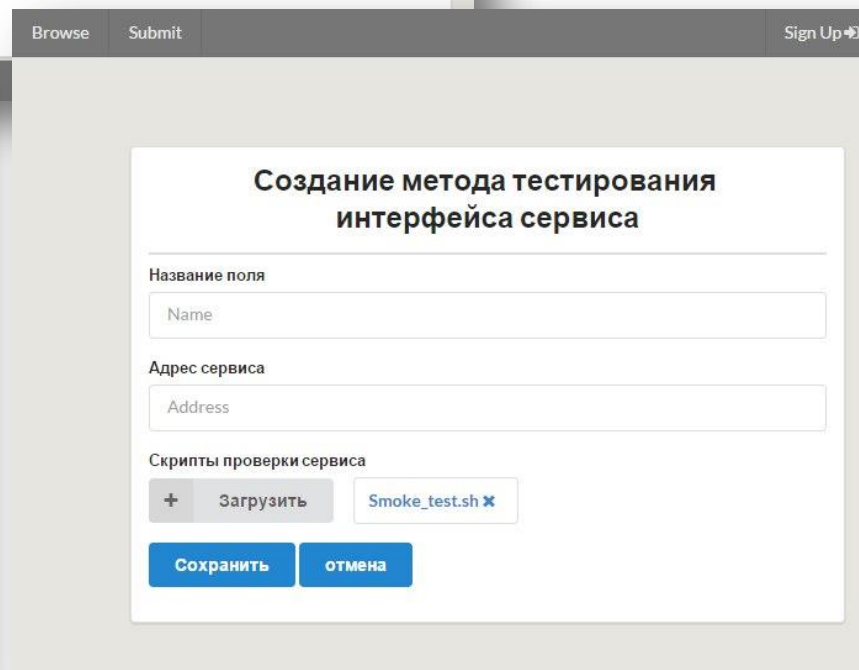 Browse Submit Sign Up
Создание метода тестирования
интерфейса сервиса
Название поля
Name
Адрес сервиса
Address
Скрипты проверки сервиса
Загрузить Smoke_test.sh
Сохранить отмена